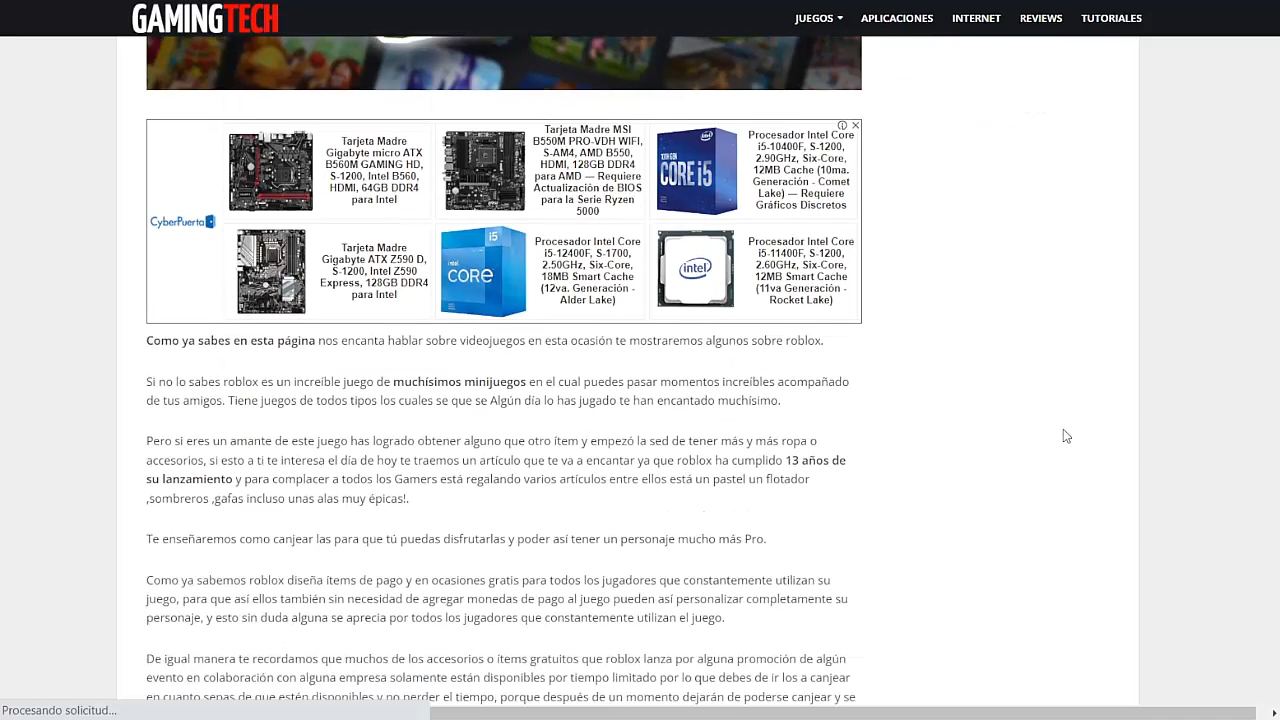 GAMINGTECH
JUEGOS
APLICACIONES
INTERNET
REVIEWS
TUTORIALES
CyberPuerta
Tarjeta Madre
Gigabyte micro ATX
B560M GAMING HD,
S-1200, Intel B560,
HDMI, 64GB DDR4
para Intel
Tarjeta Madre MSI
B550M PRO-VDH WIFI,
S-AM4, AMD B550,
HDMI, 128GB DDR4
para AMD — Requiere
Actualización de BIOS
para la Serie Ryzen
5000
intel
CORE i5
Procesador Intel Core
i5-10400F, S-1200,
2.90GHz, Six-Core,
12MB Cache (10ma.
Generación - Comet
Lake) — Requiere
Gráficos Discretos
Tarjeta Madre
Gigabyte ATX Z590 D,
S-1200, Intel Z590
Express, 128GB DDR4
para Intel
i5
CORE
Procesador Intel Core
i5-12400F, S-1700,
2.50GHz, Six-Core,
18MB Smart Cache
(12va. Generación -
Alder Lake)
intel
Procesador Intel Core
i5-11400F, S-1200,
2.60GHz, Six-Core,
12MB Smart Cache
(11va Generación -
Rocket Lake)
Como ya sabes en esta página nos encanta hablar sobre videojuegos en esta ocasión te mostraremos algunos sobre roblox.
Si no lo sabes roblox es un increíble juego de muchísimos minijuegos en el cual puedes pasar momentos increíbles acompañado
de tus amigos. Tiene juegos de todos tipos los cuales se que se Algún día lo has jugado te han encantado muchísimo.
Pero si eres un amante de este juego has logrado obtener alguno que otro ítem y empezó la sed de tener más y más ropa o
accesorios, si esto a ti te interesa el día de hoy te traemos un artículo que te va a encantar ya que roblox ha cumplido 13 años de
su lanzamiento y para complacer a todos los Gamers está regalando varios artículos entre ellos está un pastel un flotador
,sombreros ,gafas incluso unas alas muy épicas!.
Te enseñaremos como canjear las para que tú puedas disfrutarlas y poder así tener un personaje mucho más Pro.
Como ya sabemos roblox diseña ítems de pago y en ocasiones gratis para todos los jugadores que constantemente utilizan su
juego, para que así ellos también sin necesidad de agregar monedas de pago al juego pueden así personalizar completamente su
personaje, y esto sin duda alguna se aprecia por todos los jugadores que constantemente utilizan el juego.
De igual manera te recordamos que muchos de los accesorios o ítems gratuitos que roblox lanza por alguna promoción de algún
evento en colaboración con alguna empresa solamente están disponibles por tiempo limitado por lo que debes de ir los a canjear
en cuanto sepas de que estén disponibles y no perder el tiempo, porque después de un momento dejarán de poderse canjear y se
Procesando solicitud...